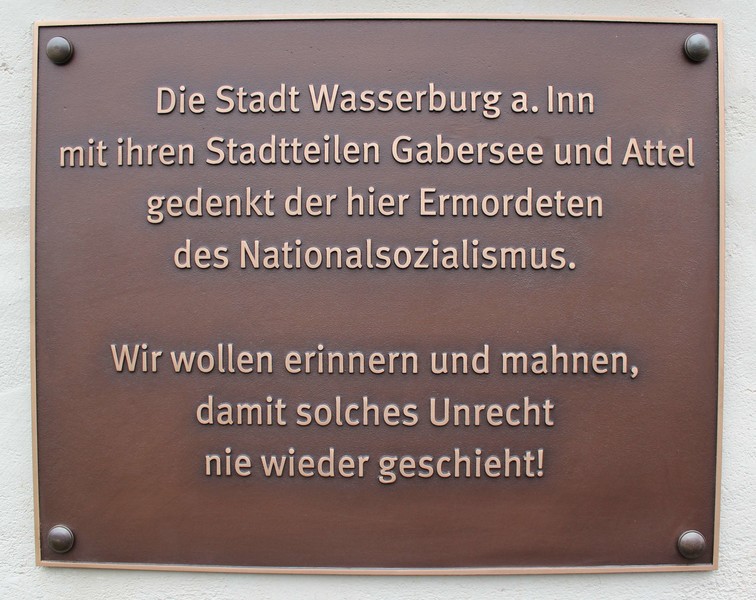 Die Stadt Wasserburg a. Inn
mit ihren Stadtteilen Gabersee und Attel
gedenkt der hier Ermordeten
des Nationalsozialismus.
Wir wollen erinnern und mahnen,
damit solches Unrecht
nie wieder geschieht!